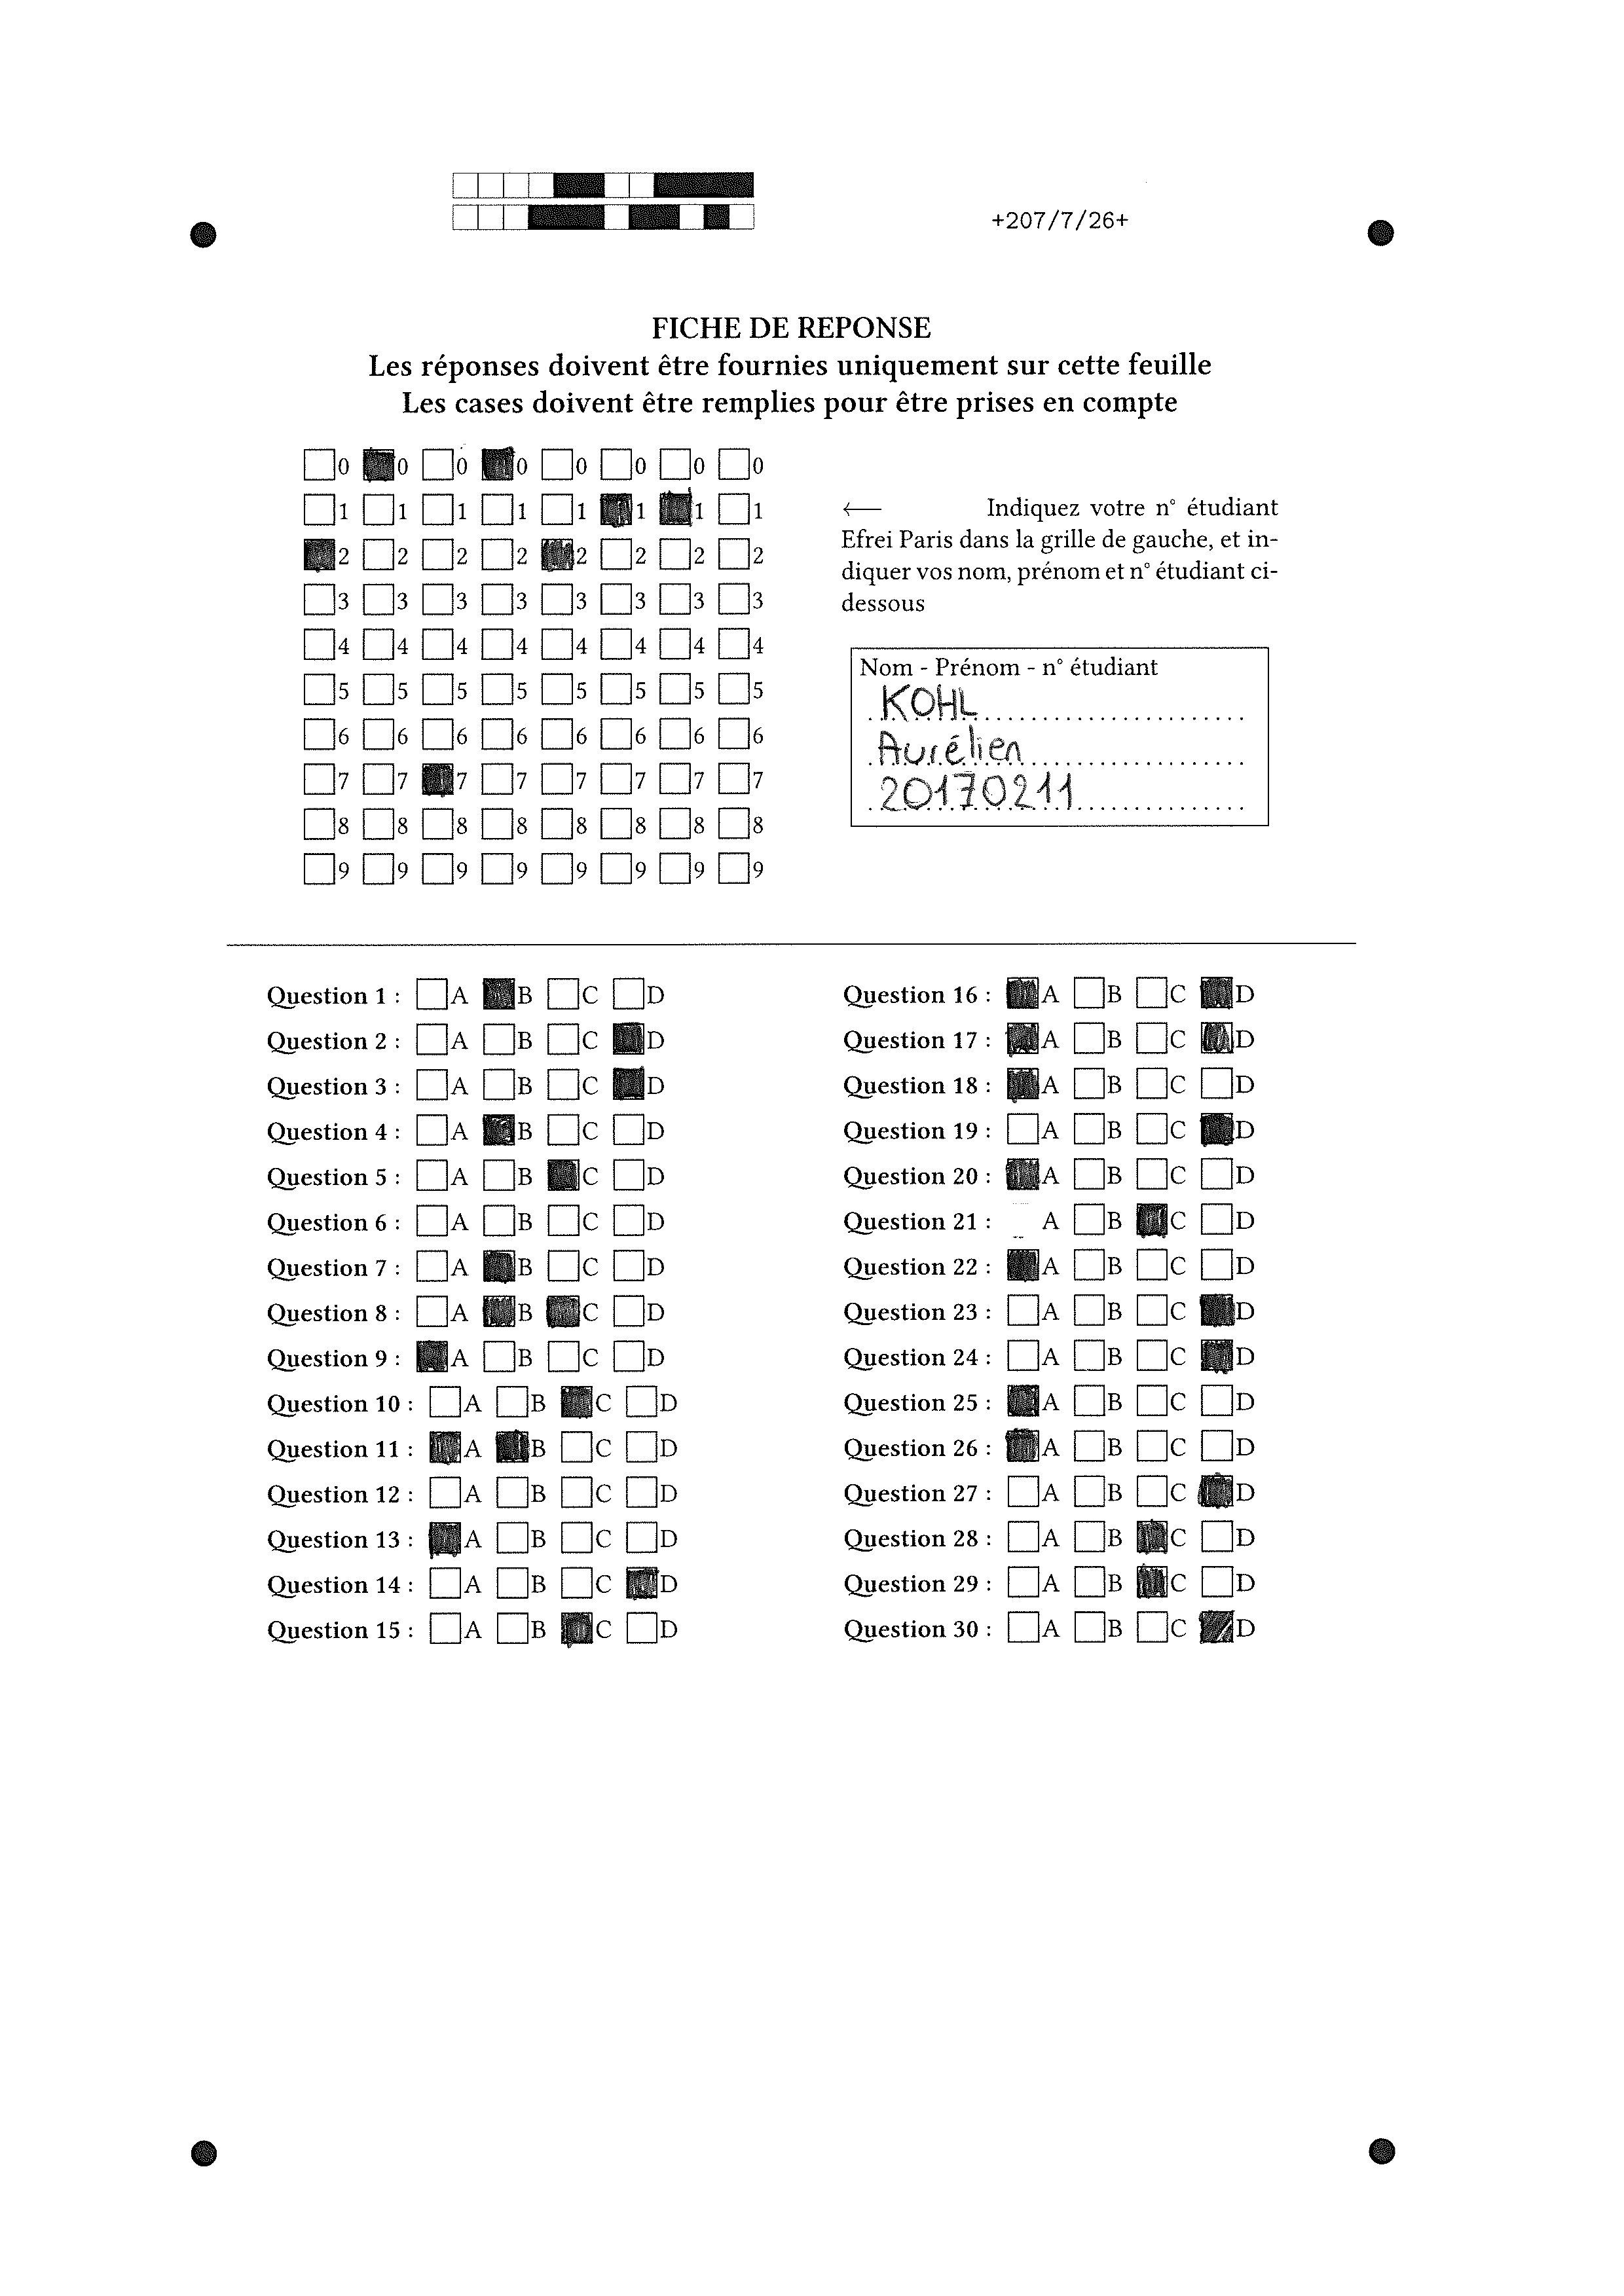 +207/7/26+
FICHE DE REPONSE
Les réponses doivent être fournies uniquement sur cette feuille
Les cases doivent être remplies pour être prises en compte
0 0 0 0 0 0 0 0
1 1 1 1 1 1 1 1
2 2 2 2 2 2 2 2
3 3 3 3 3 3 3 3
4 4 4 4 4 4 4 4
5 5 5 5 5 5 5 5
6 6 6 6 6 6 6 6
7 7 7 7 7 7 7 7
8 8 8 8 8 8 8 8
9 9 9 9 9 9 9 9
← Indiquez votre n° étudiant
Efrei Paris dans la grille de gauche, et in-
diquer vos nom, prénom et n° étudiant ci-
dessous
Nom - Prénom - n° étudiant
KOHL
Aurélien
20170211
Question 1 : A B C D
Question 2 : A B C D
Question 3 : A B C D
Question 4 : A B C D
Question 5 : A B C D
Question 6 : A B C D
Question 7 : A B C D
Question 8 : A B C D
Question 9 : A B C D
Question 10 : A B C D
Question 11 : A B C D
Question 12 : A B C D
Question 13 : A B C D
Question 14 : A B C D
Question 15 : A B C D
Question 16 : A B C D
Question 17 : A B C D
Question 18 : A B C D
Question 19 : A B C D
Question 20 : A B C D
Question 21 : A B C D
Question 22 : A B C D
Question 23 : A B C D
Question 24 : A B C D
Question 25 : A B C D
Question 26 : A B C D
Question 27 : A B C D
Question 28 : A B C D
Question 29 : A B C D
Question 30 : A B C D